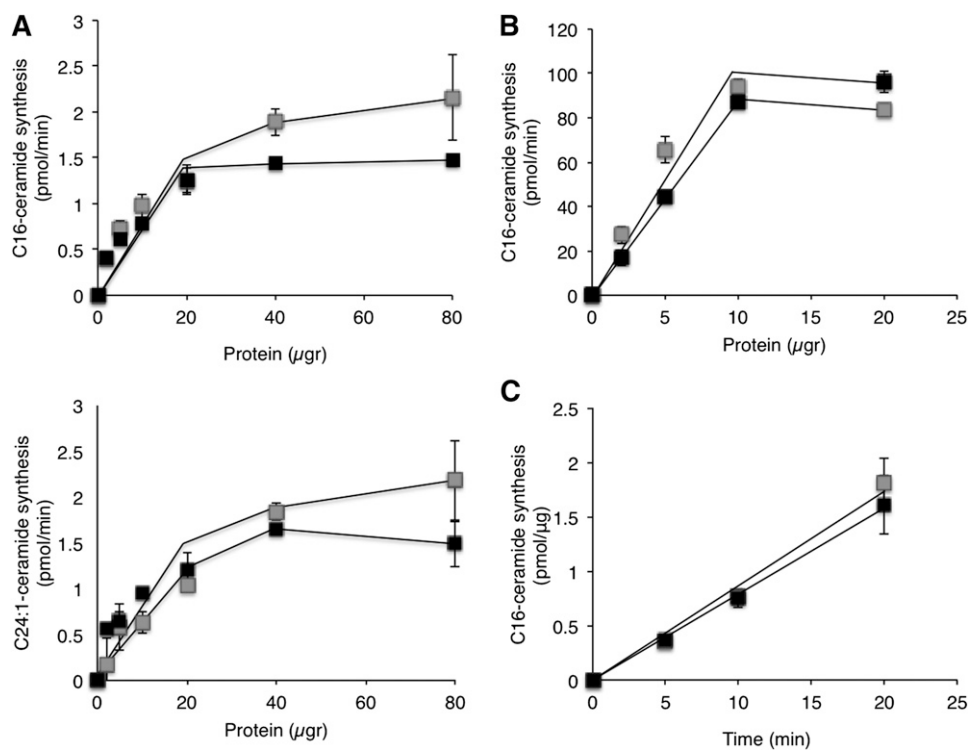 A
C16-ceramide synthesis
(pmol/min)
3
2.5
2
1.5
1
0.5
0
0 20 40 60 80
Protein (µgr)
B
C16-ceramide synthesis
(pmol/min)
120
100
80
60
40
20
0
0 5 10 15 20 25
Protein (µgr)
C24:1-ceramide synthesis
(pmol/min)
3
2.5
2
1.5
1
0.5
0
0 20 40 60 80
Protein (µgr)
C
C16-ceramide synthesis
(pmol/µg)
2.5
2
1.5
1
0.5
0
0 5 10 15 20 25
Time (min)